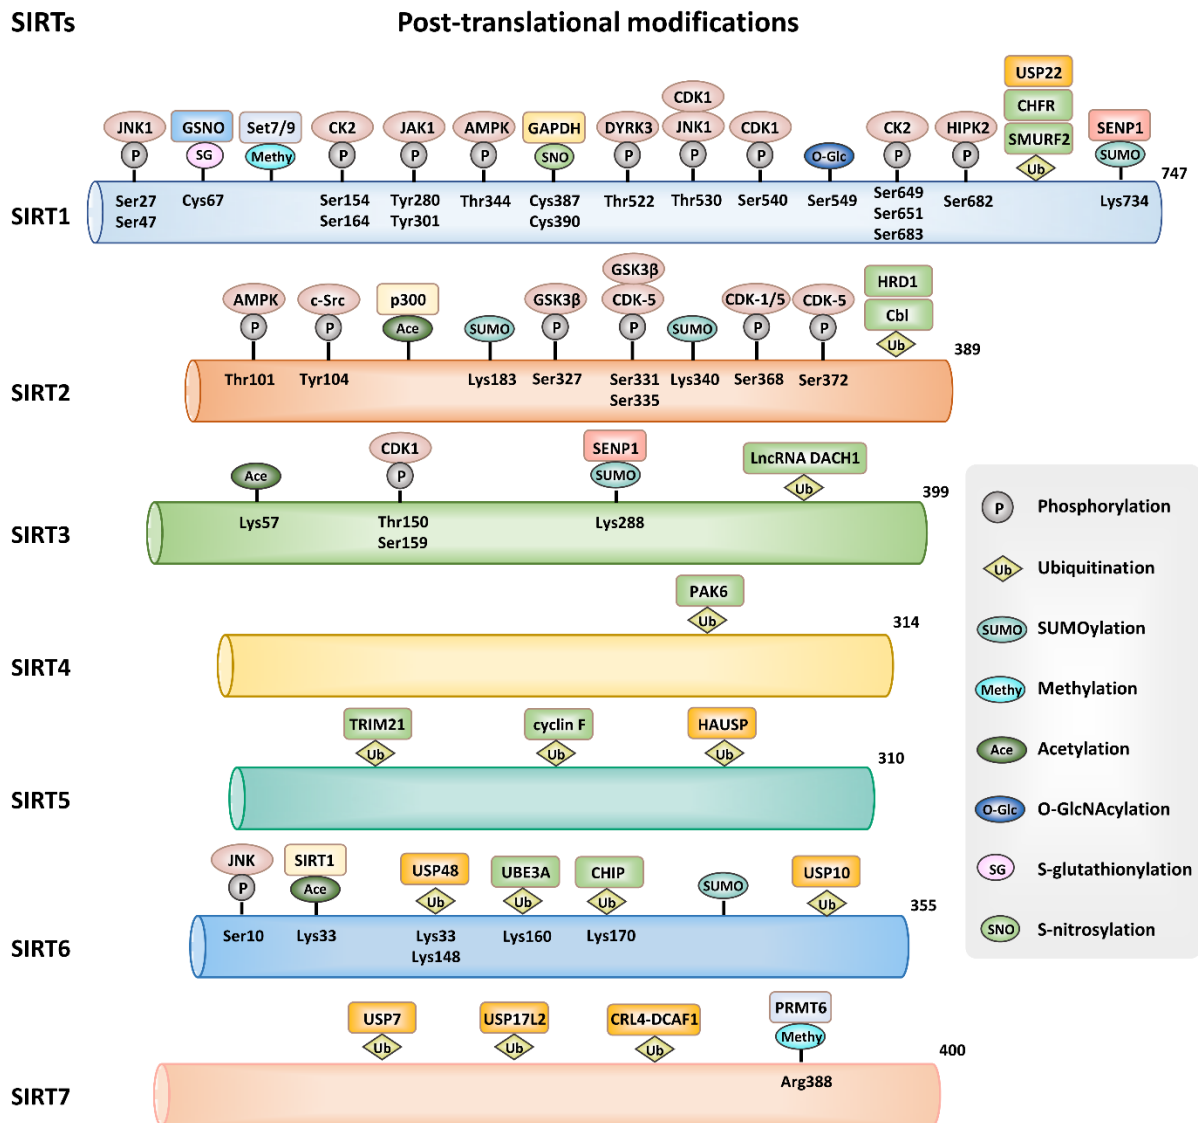 SIRTs
Post-translational modifications
USP22
CDK1
CHFR
JNK1 GSNO Set7/9 CK2 JAK1 AMPK GAPDH DYRK3 JNK1 CDK1 CK2 HIPK2 SMURF2 SENP1
P SG Methy P P P SNO P P P O-Glc P P Ub SUMO
747
SIRT1
Ser27 Cys67 Ser154 Tyr280 Thr344 Cys387 Thr522 Thr530 Ser540 Ser549 Ser649 Ser682 Lys734
Ser47 Ser164 Tyr301 Cys390 Ser651
Ser683
GSK3β HRD1
AMPK c-Src p300 GSK3β CDK-5 CDK-1/5 CDK-5 Cbl
P P Ace SUMO P P SUMO P P Ub
389
SIRT2
Thr101 Tyr104 Lys183 Ser327 Ser331 Lys340 Ser368 Ser372
Ser335
CDK1 SENP1 LncRNA DACH1
Ace P SUMO Ub
399
SIRT3
Lys57 Thr150 Lys288
Ser159
PAK6
Ub
314
SIRT4
TRIM21 cyclin F HAUSP
Ub Ub Ub
310
SIRT5
JNK SIRT1 USP48 UBE3A CHIP USP10
P Ace Ub Ub Ub SUMO Ub
355
SIRT6
Ser10 Lys33 Lys33 Lys160 Lys170
Lys148
USP7 USP17L2 CRL4-DCAF1 PRMT6
Ub Ub Ub Methy
400
SIRT7
Arg388
P Phosphorylation
Ub Ubiquitination
SUMO SUMOylation
Methy Methylation
Ace Acetylation
O-Glc O-GlcNAcylation
SG S-glutathionylation
SNO S-nitrosylation